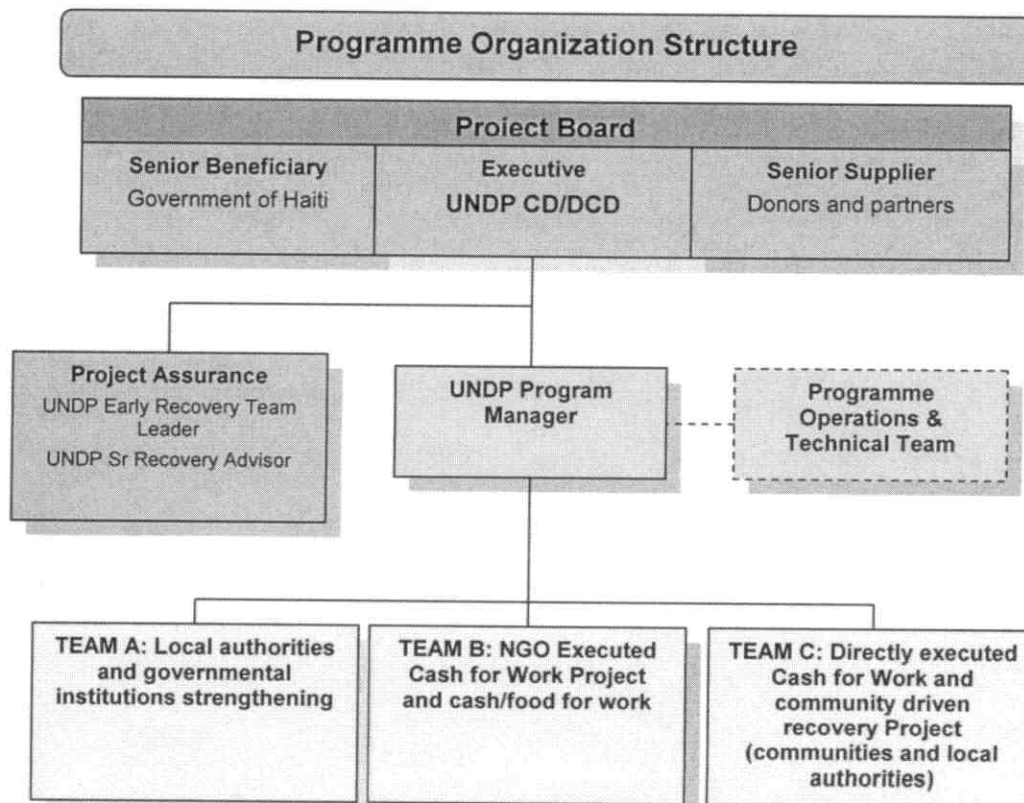 Programme Organization Structure
Project Board
Senior Beneficiary
Government of Haiti
Executive
UNDP CD/DCD
Senior Supplier
Donors and partners
Project Assurance
UNDP Early Recovery Team
Leader
UNDP Sr Recovery Advisor
UNDP Program
Manager
Programme
Operations &
Technical Team
TEAM A: Local authorities
and governmental
institutions strengthening
TEAM B: NGO Executed
Cash for Work Project
and cash/food for work
TEAM C: Directly executed
Cash for Work and
community driven
recovery Project
(communities and local
authorities)